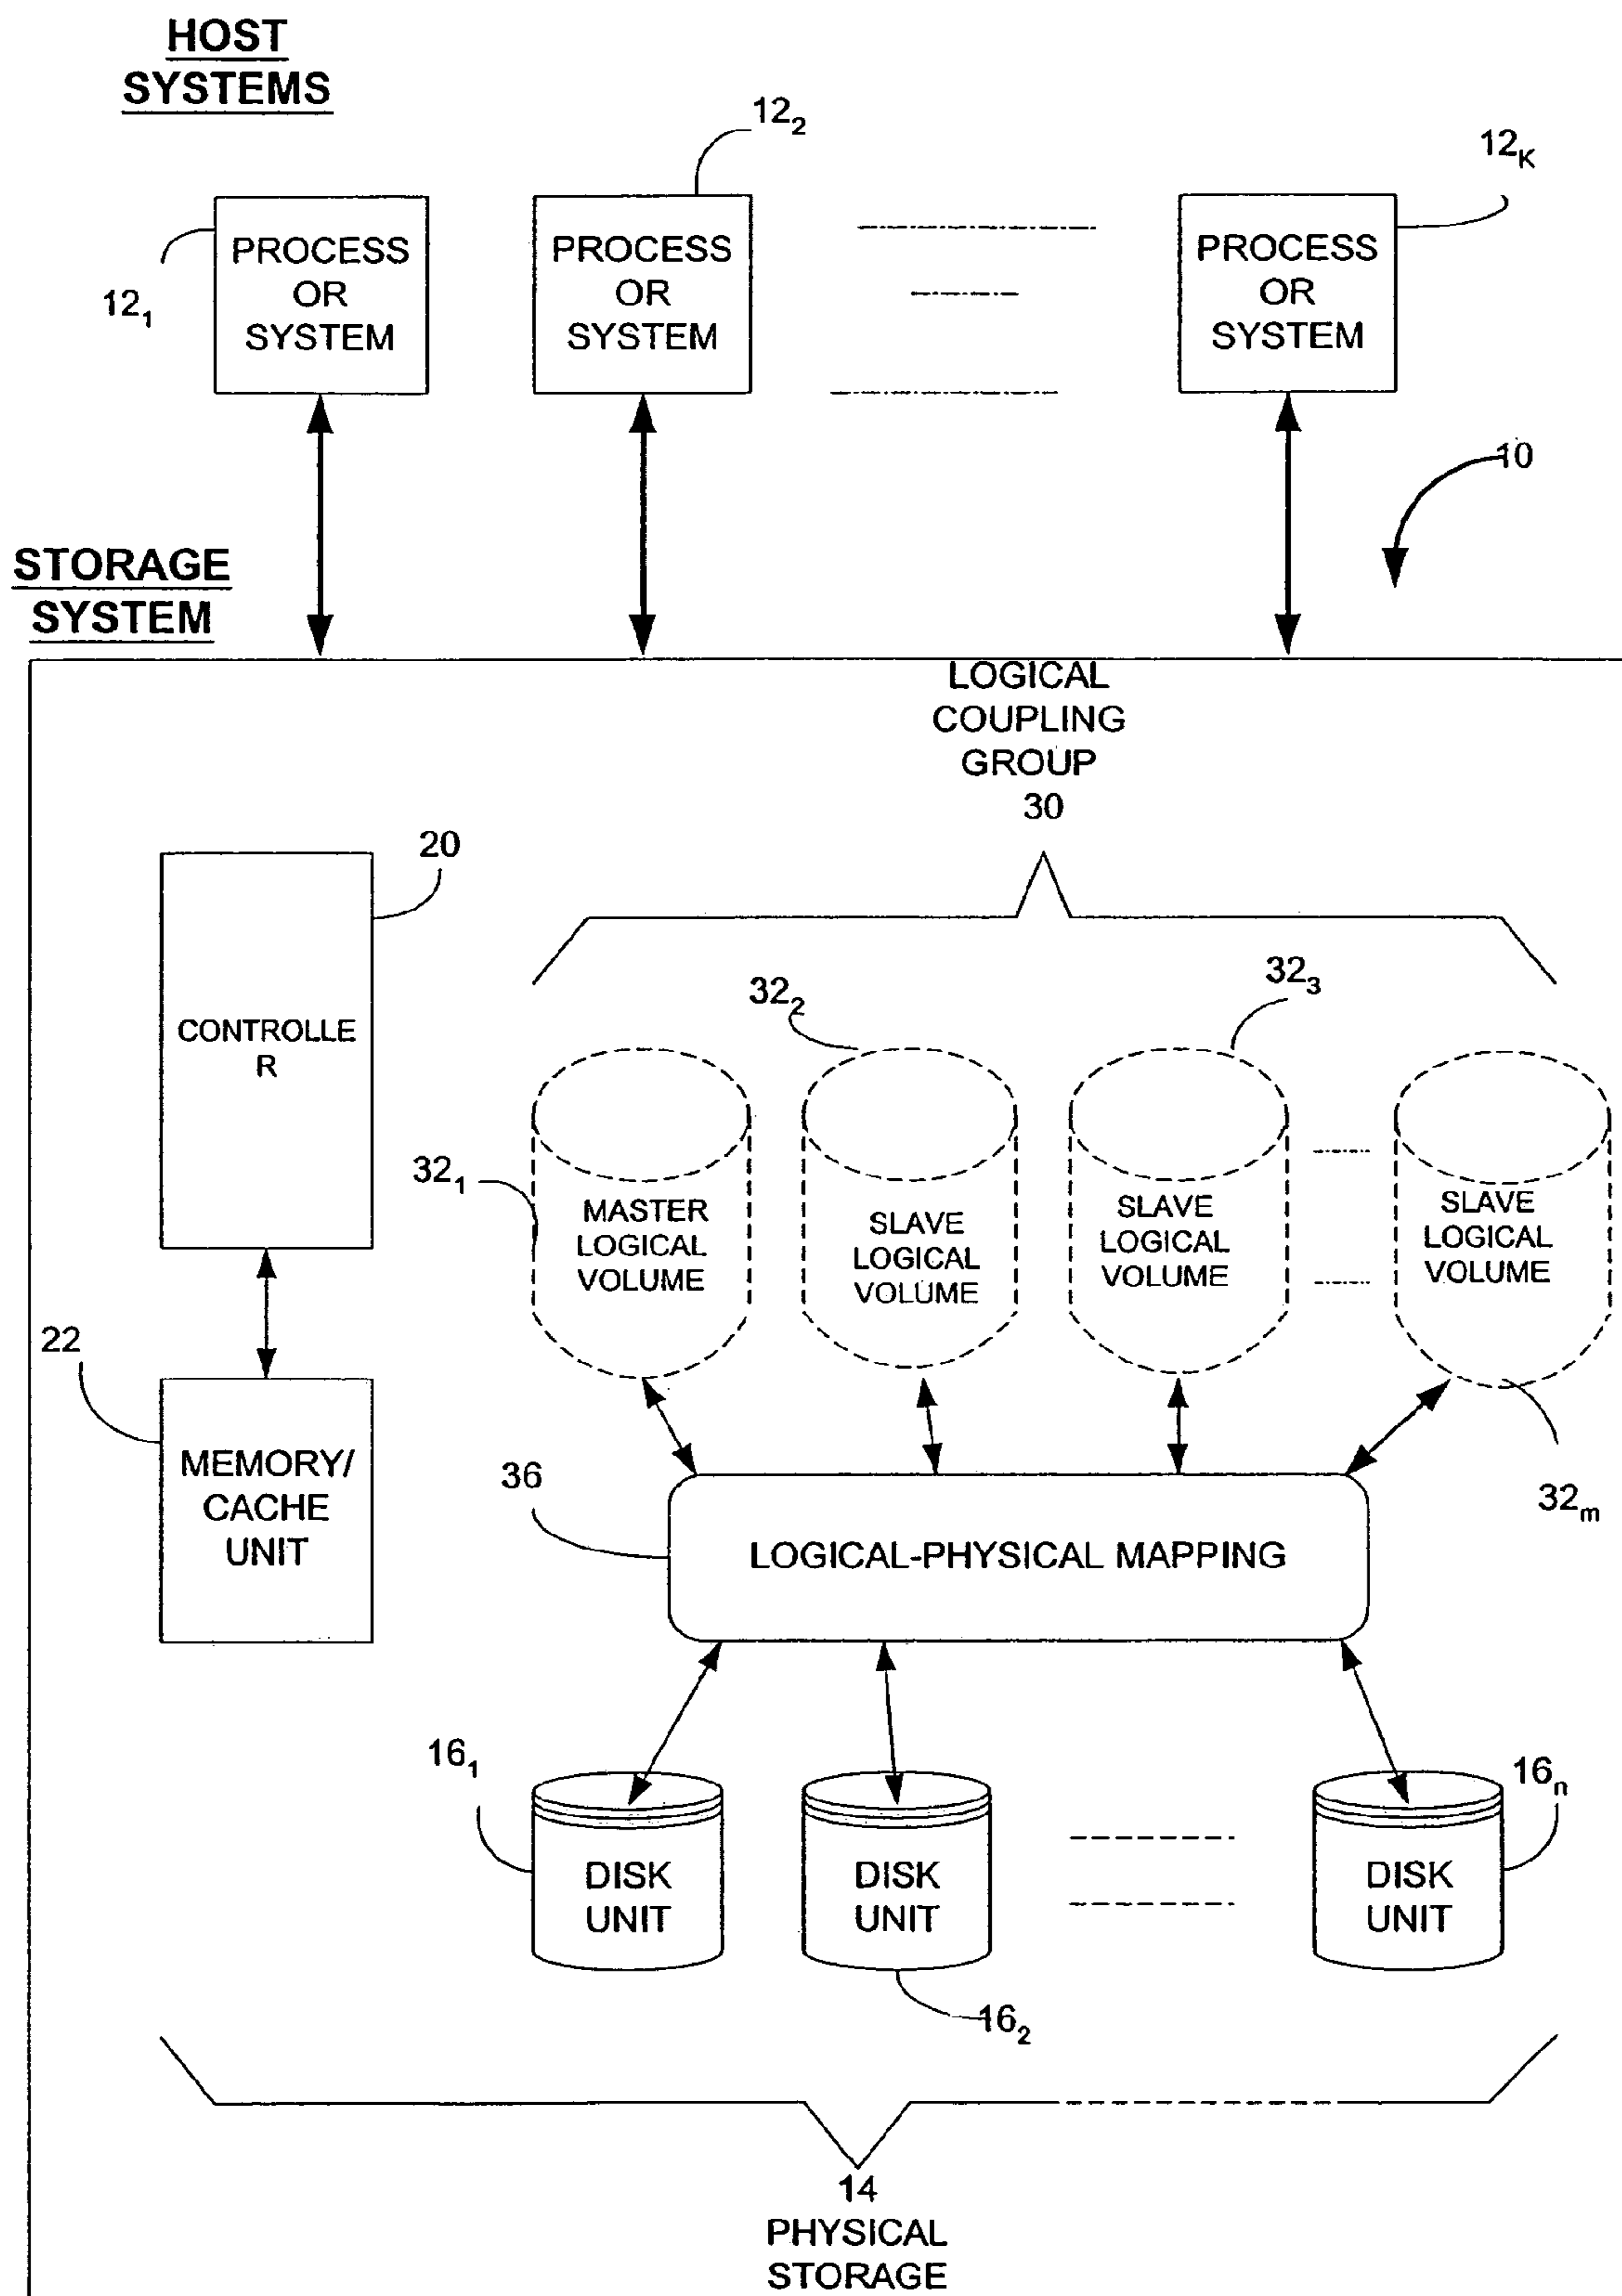 HOST
SYSTEMS
12₁
PROCESS
OR
SYSTEM
12₂
PROCESS
OR
SYSTEM
12K
PROCESS
OR
SYSTEM
10
STORAGE
SYSTEM
LOGICAL
COUPLING
GROUP
30
20
CONTROLLE
R
22
MEMORY/
CACHE
UNIT
32₁
MASTER
LOGICAL
VOLUME
32₂
SLAVE
LOGICAL
VOLUME
32₃
SLAVE
LOGICAL
VOLUME
SLAVE
LOGICAL
VOLUME
32ₘ
36
LOGICAL-PHYSICAL MAPPING
16₁
DISK
UNIT
DISK
UNIT
16₂
16ₙ
DISK
UNIT
14
PHYSICAL
STORAGE